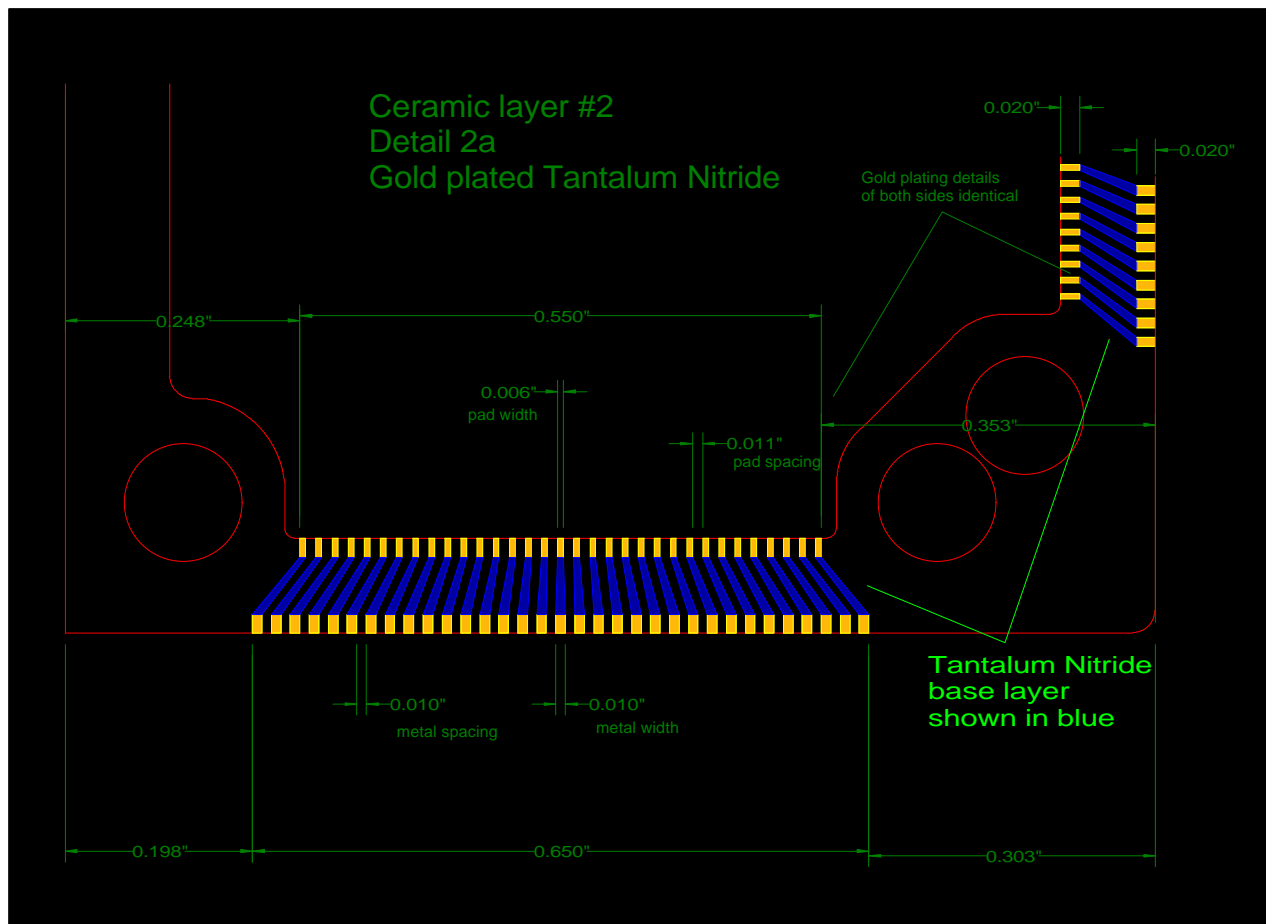 Ceramic layer #2
Detail 2a
Gold plated Tantalum Nitride
0.020"
0.020"
Gold plating details
of both sides identical
0.248"
0.550"
0.006"
pad width
0.011"
pad spacing
0.353"
Tantalum Nitride
base layer
shown in blue
0.010"
metal spacing
0.010"
metal width
0.198"
0.650"
0.303"